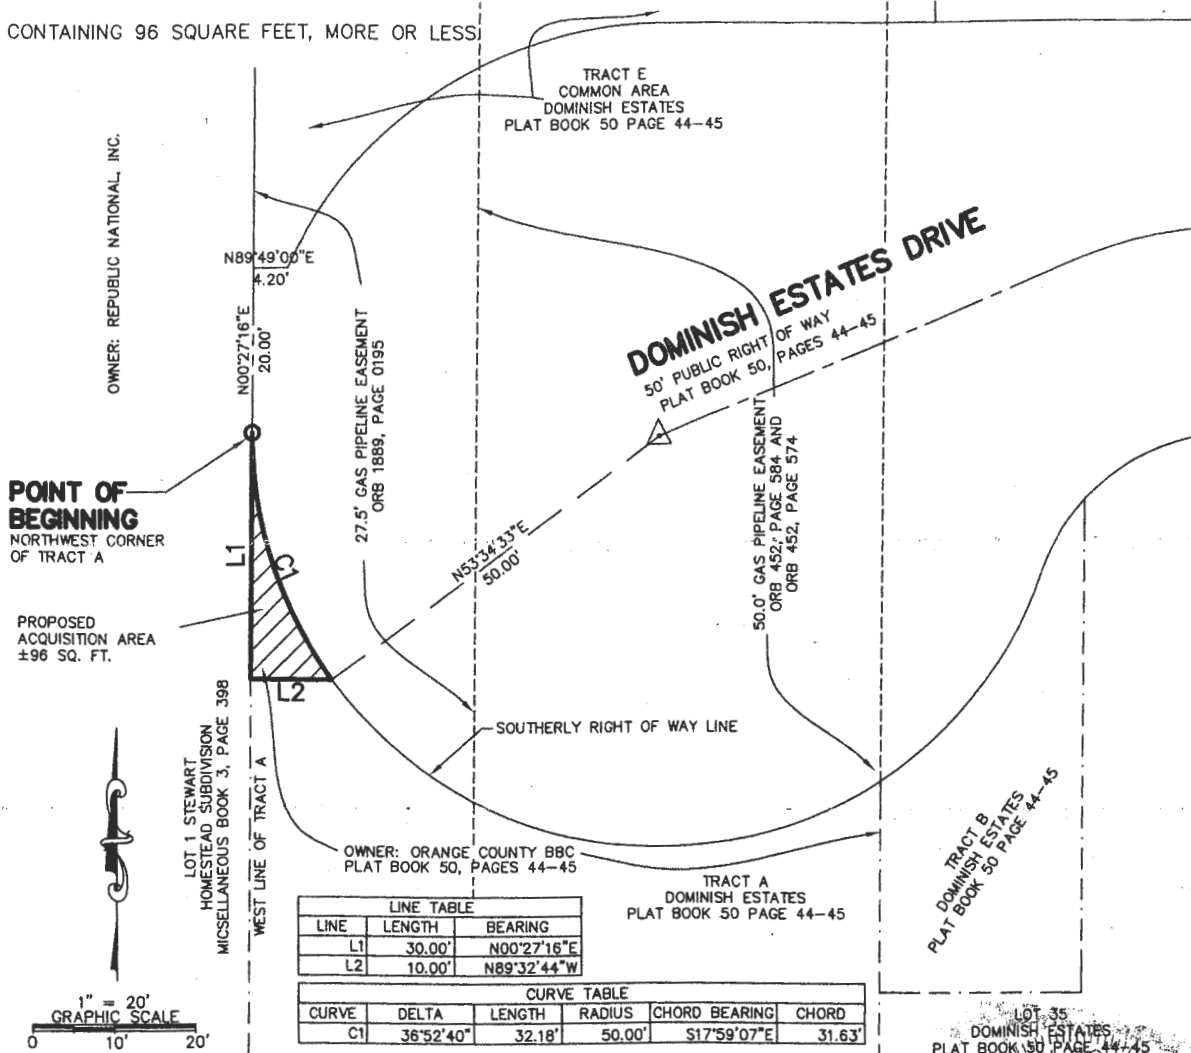 CONTAINING 96 SQUARE FEET, MORE OR LESS
TRACT E
COMMON AREA
DOMINISH ESTATES
PLAT BOOK 50 PAGE 44-45
OWNER: REPUBLIC NATIONAL, INC.
N89°49'00"E
4.20'
N00°27'16"E
20.00'
27.5' GAS PIPELINE EASEMENT
ORB 1889, PAGE 0195
DOMINISH ESTATES DRIVE
50' PUBLIC RIGHT OF WAY
PLAT BOOK 50, PAGES 44-45
50.0' GAS PIPELINE EASEMENT
ORB 452, PAGE 584 AND
ORB 452, PAGE 574
POINT OF
BEGINNING
NORTHWEST CORNER
OF TRACT A
L1
C1
N53°34'33"E
50.00'
PROPOSED
ACQUISITION AREA
±96 SQ. FT.
L2
SOUTHERLY RIGHT OF WAY LINE
LOT 1 STEWART
HOMESTEAD SUBDIVISION
MICSELLANEOUS BOOK 3, PAGE 398
WEST LINE OF TRACT A
OWNER: ORANGE COUNTY BBC
PLAT BOOK 50, PAGES 44-45
TRACT A
DOMINISH ESTATES
PLAT BOOK 50 PAGE 44-45
TRACT B
DOMINISH ESTATES
PLAT BOOK 50 PAGE 44-45
LINE TABLE
LINE LENGTH BEARING
L1 30.00' N00°27'16"E
L2 10.00' N89°32'44"W
CURVE TABLE
CURVE DELTA LENGTH RADIUS CHORD BEARING CHORD
C1 36°52'40" 32.18' 50.00' S17°59'07"E 31.63'
1" = 20'
GRAPHIC SCALE
0 10' 20'
LOT 35
DOMINISH ESTATES
PLAT BOOK 50 PAGE 44-45